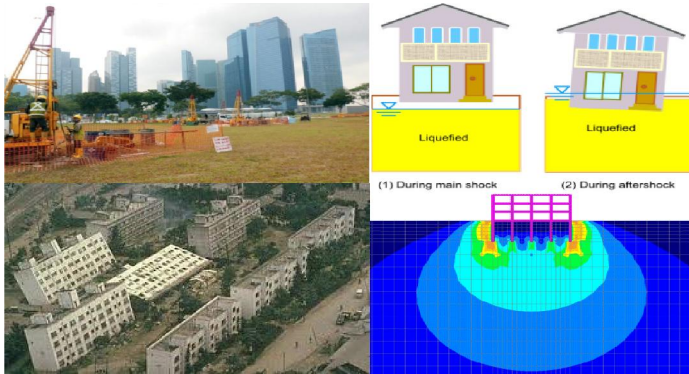 Liquefied
Liquefied
(1) During main shock
(2) During aftershock